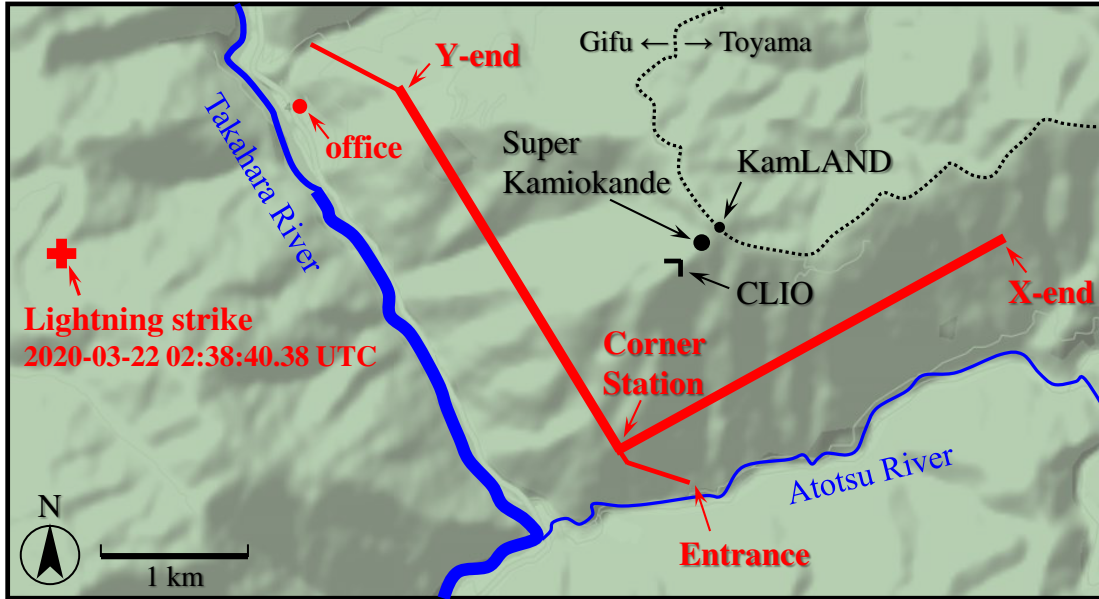 Gifu ← → Toyama
Y-end
office
Takahara River
Super
Kamiokande
KamLAND
CLIO
X-end
Lightning strike
2020-03-22 02:38:40.38 UTC
Corner
Station
Atotsu River
Entrance
N
1 km